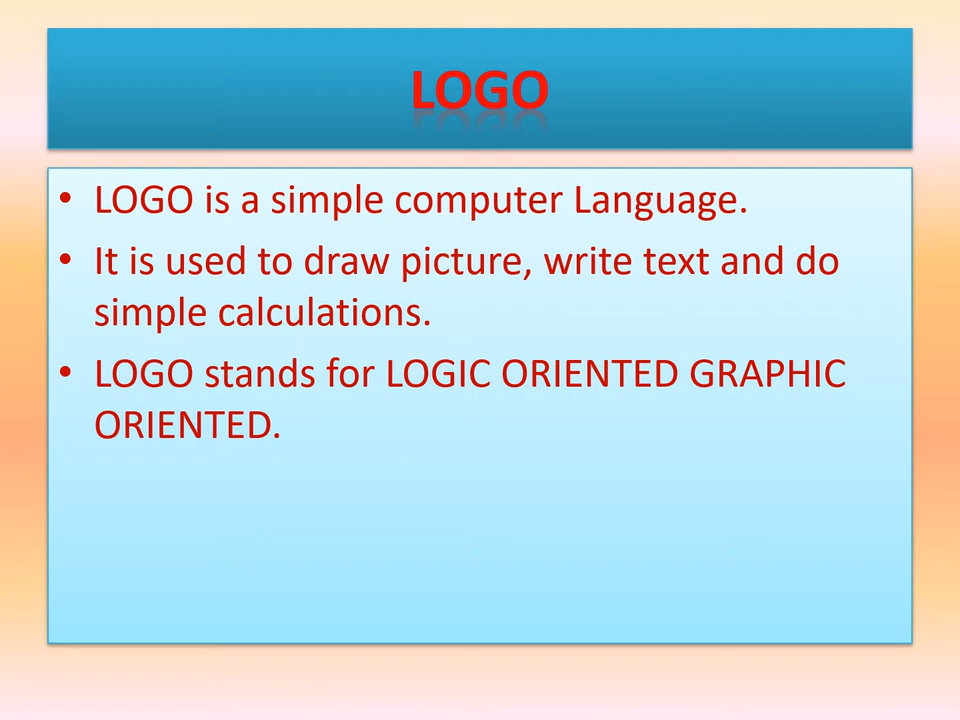 LOGO
• LOGO is a simple computer Language.
• It is used to draw picture, write text and do
simple calculations.
• LOGO stands for LOGIC ORIENTED GRAPHIC
ORIENTED.